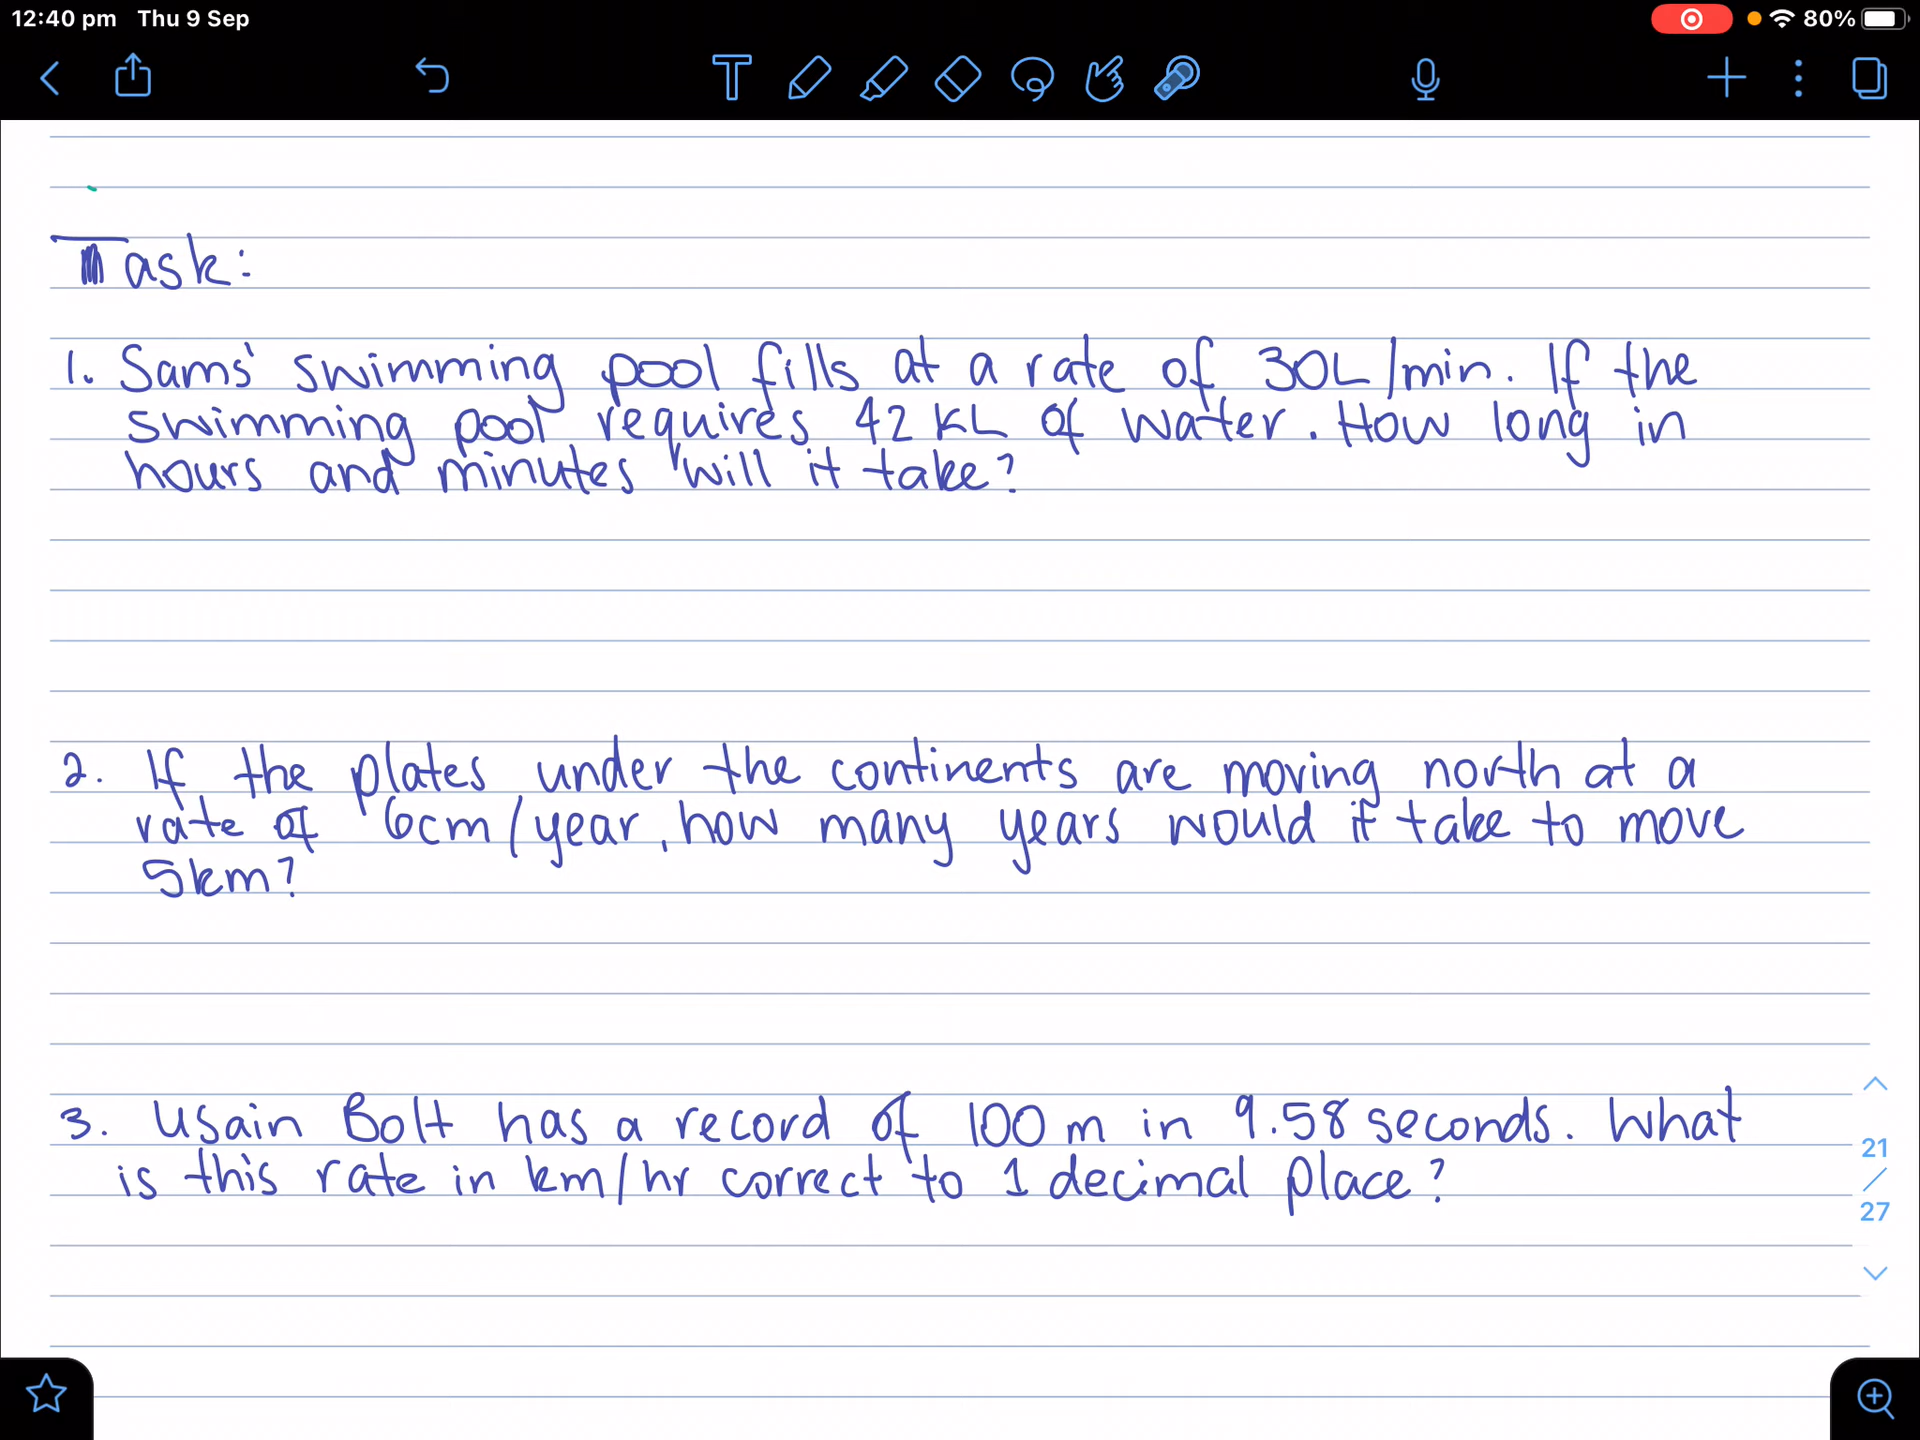 12:40 pm Thu 9 Sep
80%
Task:
1. Sams' swimming pool fills at a rate of 30L/min. If the
swimming pool requires 42 KL of water. How long in
hours and minutes will it take?
2. If the plates under the continents are moving north at a
rate of 6cm/year, how many years would it take to move
5km?
3. Usain Bolt has a record of 100 m in 9.58 seconds. What
is this rate in km/hr correct to 1 decimal place?
21
/
27